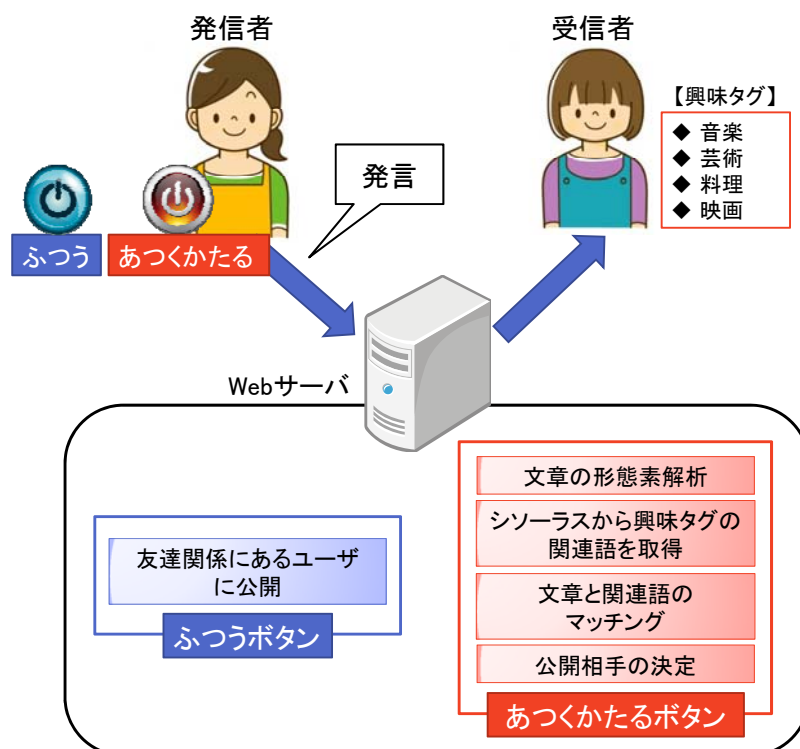 発信者
受信者
【興味タグ】
◆ 音楽
◆ 芸術
◆ 料理
◆ 映画
発言
ふつう
あつくかたる
Webサーバ
友達関係にあるユーザ
に公開
ふつうボタン
文章の形態素解析
シソーラスから興味タグの
関連語を取得
文章と関連語の
マッチング
公開相手の決定
あつくかたるボタン